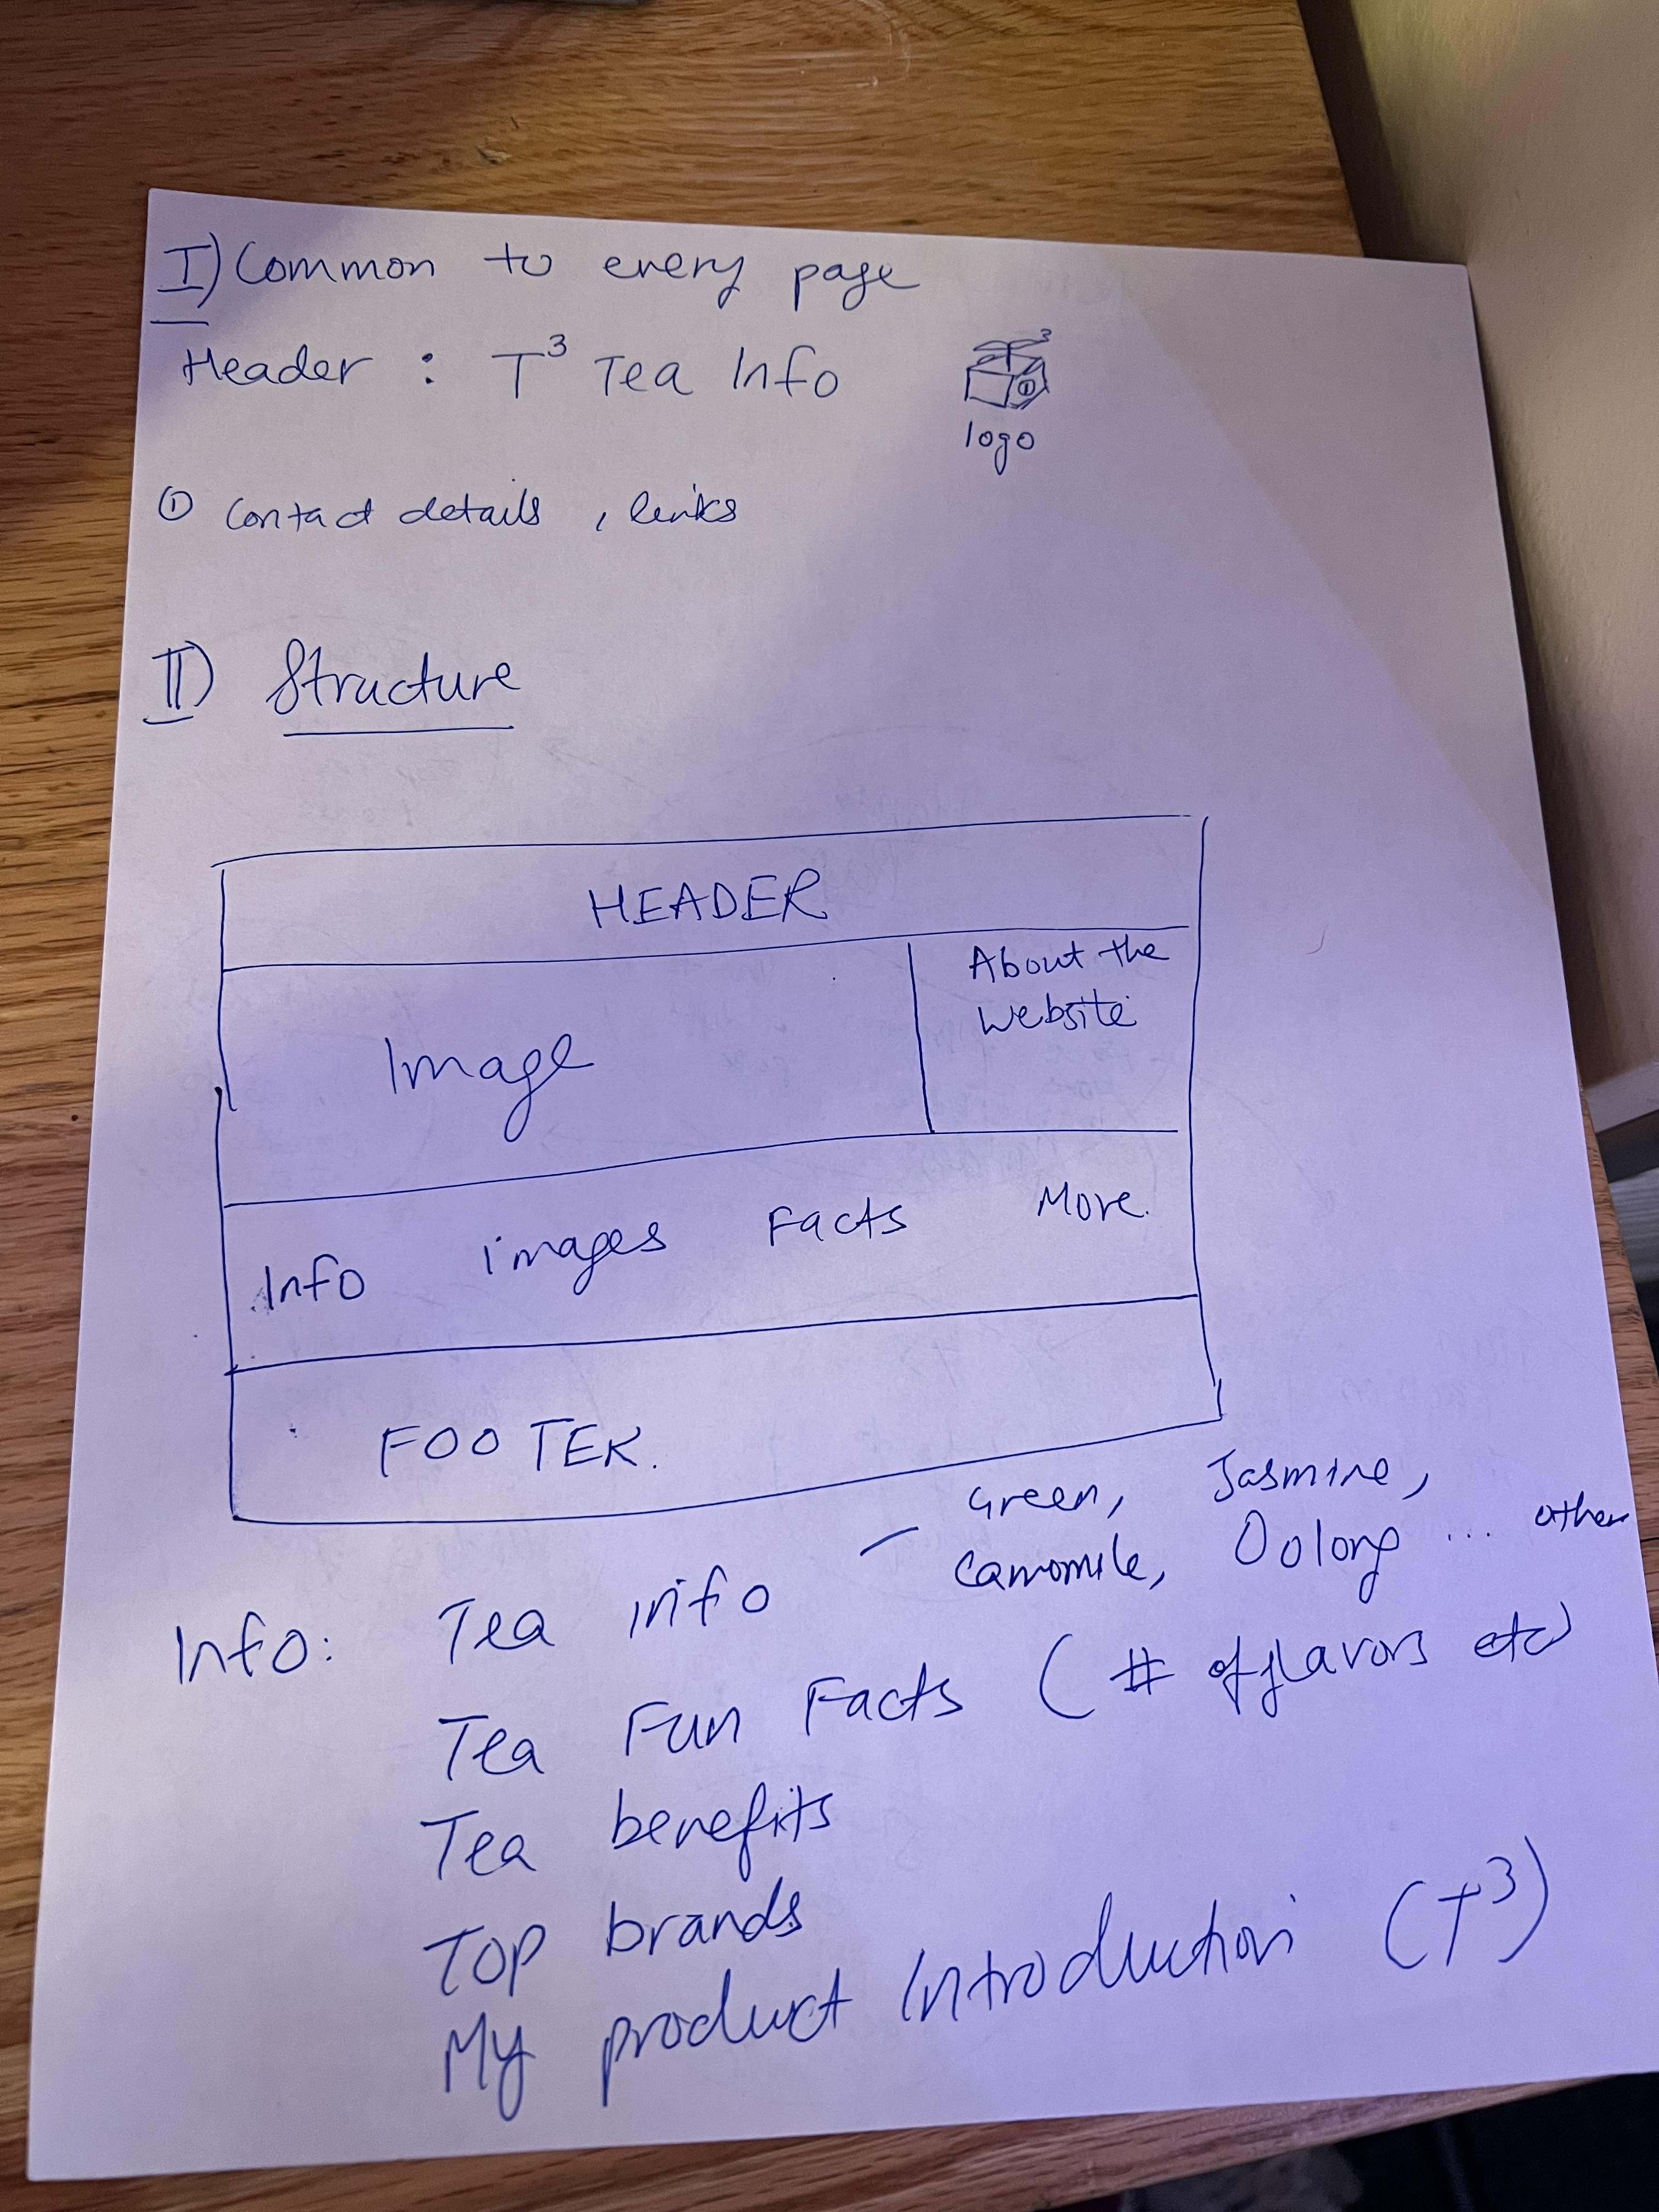 I) Common to every page
Header : T³ Tea Info
logo
① Contact details , links
II) Structure
HEADER
Image
About the
website
Info images Facts More.
FOOTER.
Info: Tea info – Green, Jasmine,
Camomile, Oolong ... other
Tea Fun Facts ( # of flavors etc)
Tea benefits
Top brands
My product Introduction (T³)